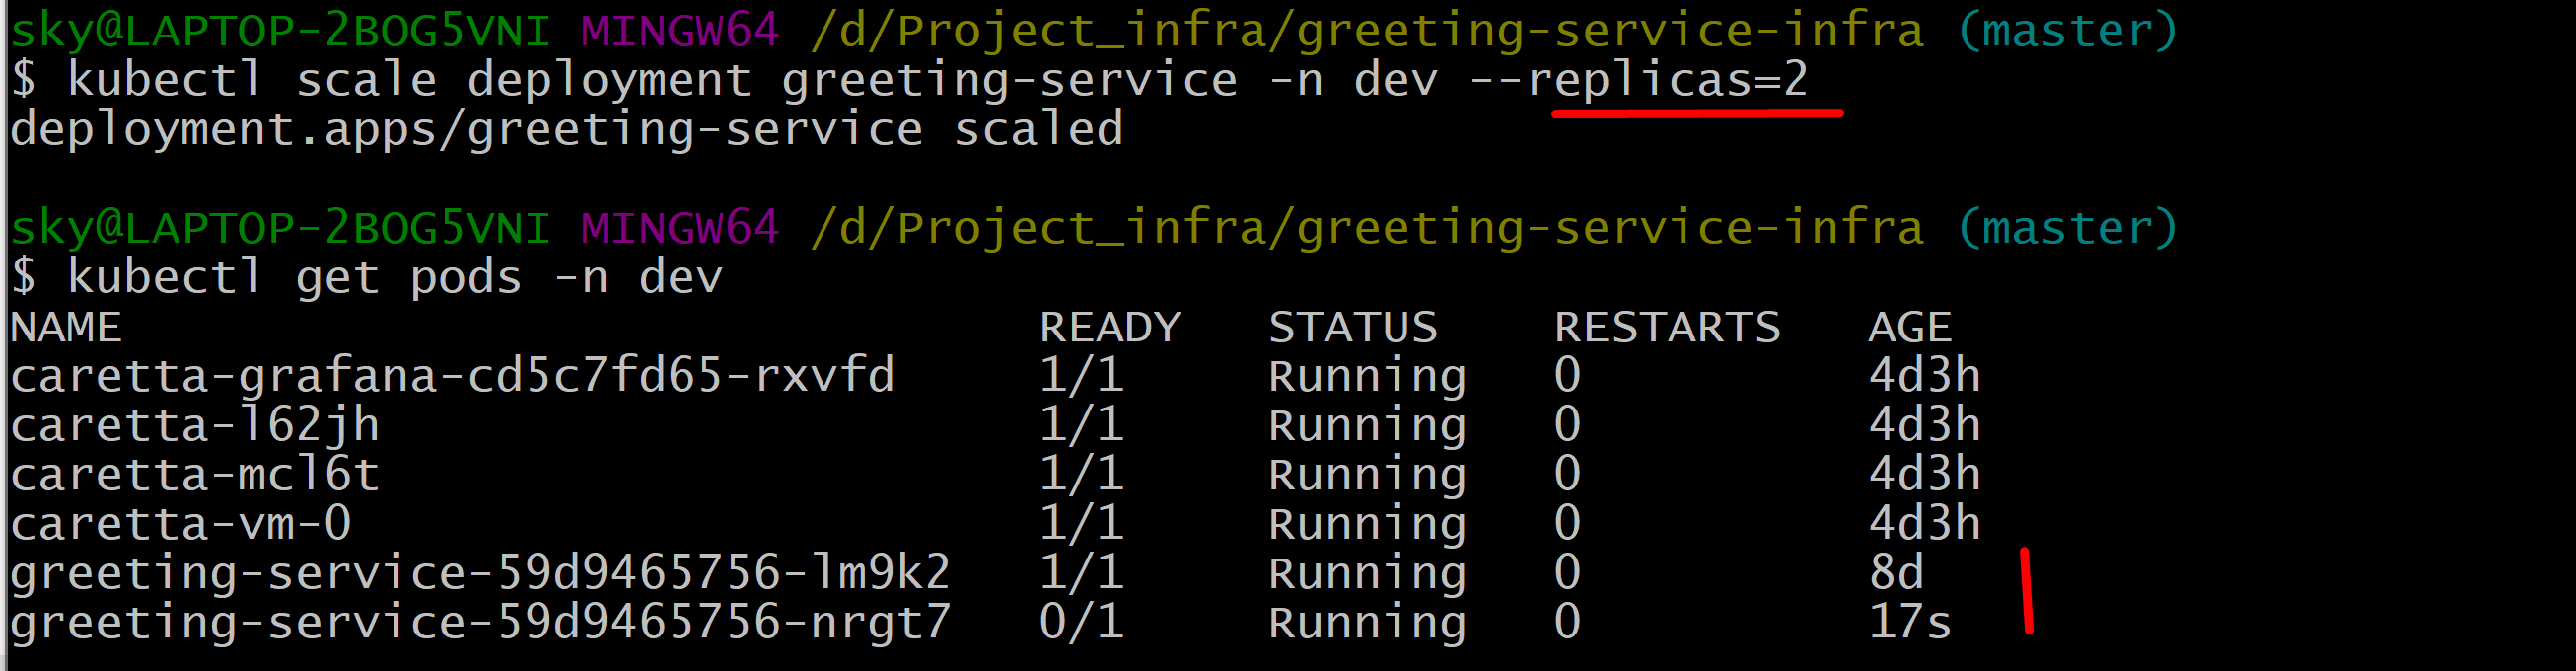 sky@LAPTOP-2BOG5VNI MINGW64 /d/Project_infra/greeting-service-infra (master)
$ kubectl scale deployment greeting-service -n dev --replicas=2
deployment.apps/greeting-service scaled
sky@LAPTOP-2BOG5VNI MINGW64 /d/Project_infra/greeting-service-infra (master)
$ kubectl get pods -n dev
NAME READY STATUS RESTARTS AGE
caretta-grafana-cd5c7fd65-rxvfd 1/1 Running 0 4d3h
caretta-l62jh 1/1 Running 0 4d3h
caretta-mcl6t 1/1 Running 0 4d3h
caretta-vm-0 1/1 Running 0 4d3h
greeting-service-59d9465756-lm9k2 1/1 Running 0 8d
greeting-service-59d9465756-nrgt7 0/1 Running 0 17s